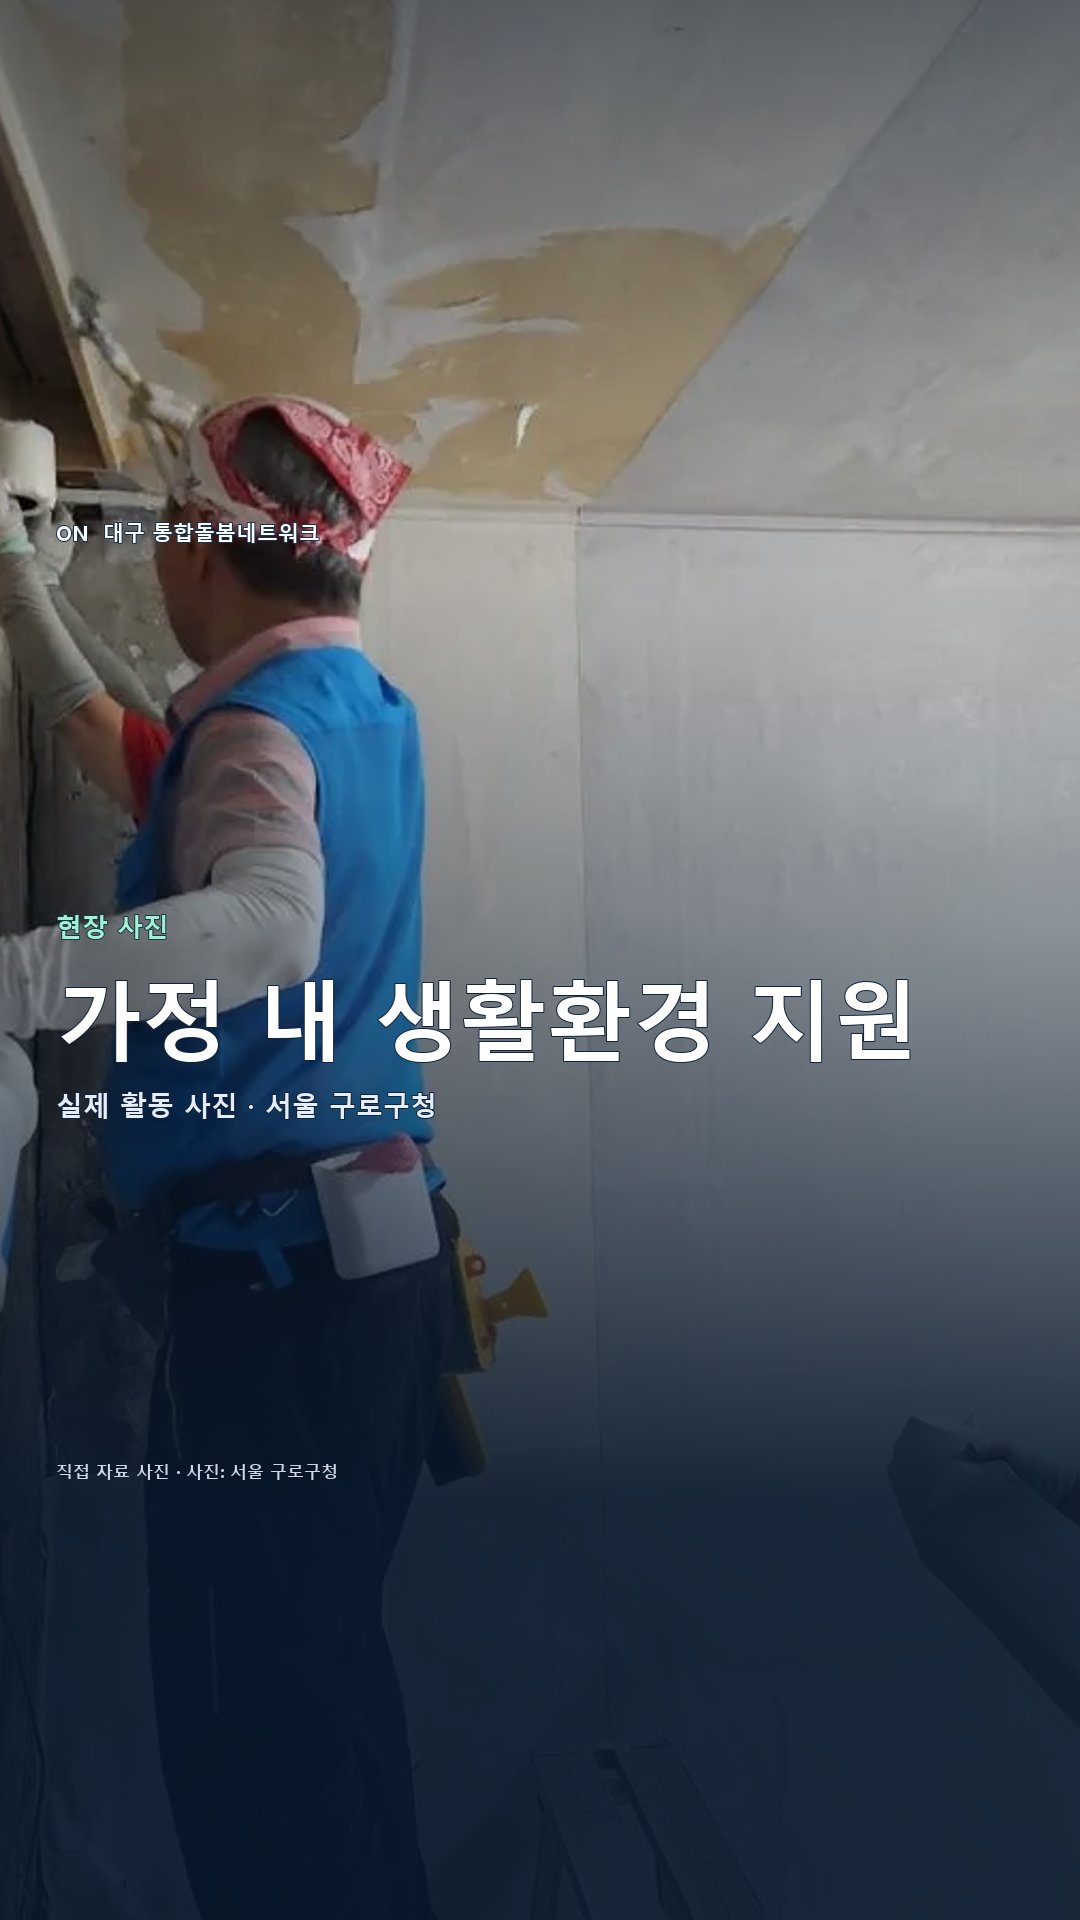 ON 대구 통합돌봄네트워크
현장 사진
가정 내 생활환경 지원
실제 활동 사진 · 서울 구로구청
직접 자료 사진 · 사진: 서울 구로구청